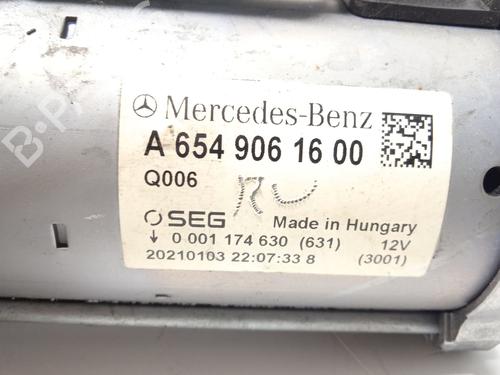 Mercedes-Benz
A 654 906 16 00
Q006
SEG
Made in Hungary
↓ 0 001 174 630 (631) 12V
20210103 22:07:33 8 (3001)
B-PARTS